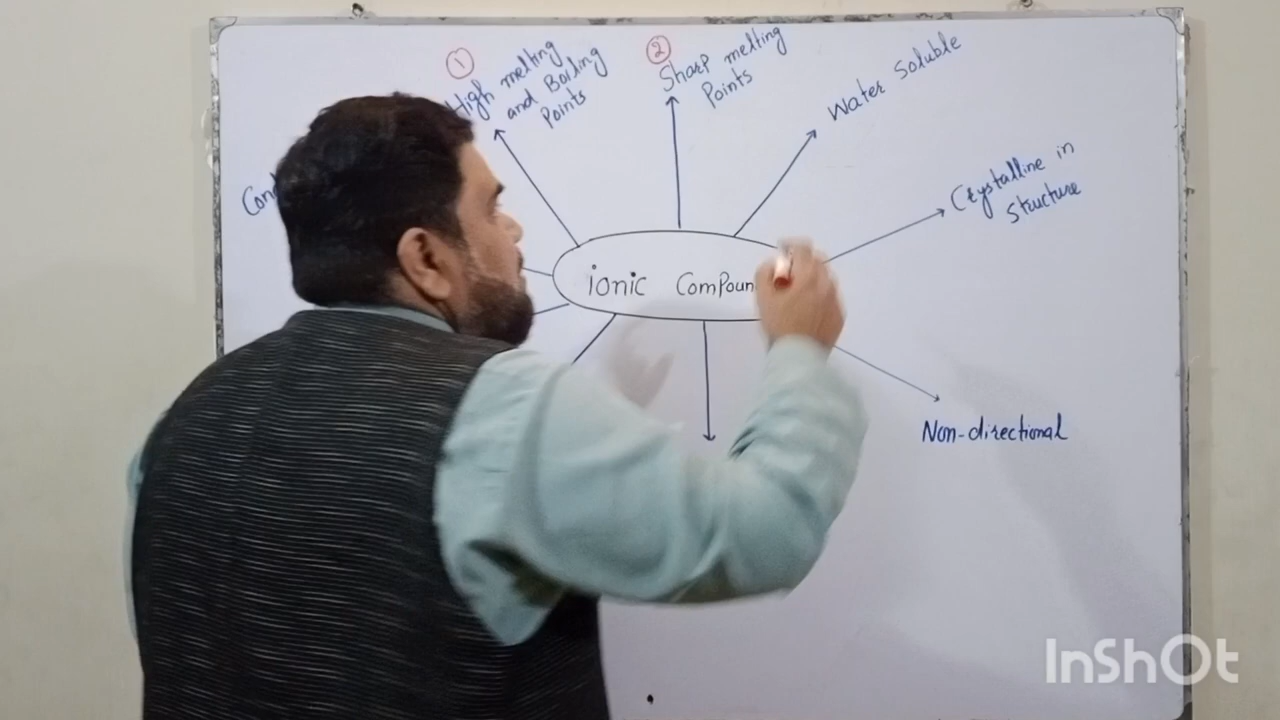 1
High melting
and Boiling
Points
2
Sharp melting
Points
Water Soluble
Crystalline in
Structure
ionic
Non-directional
InShOt